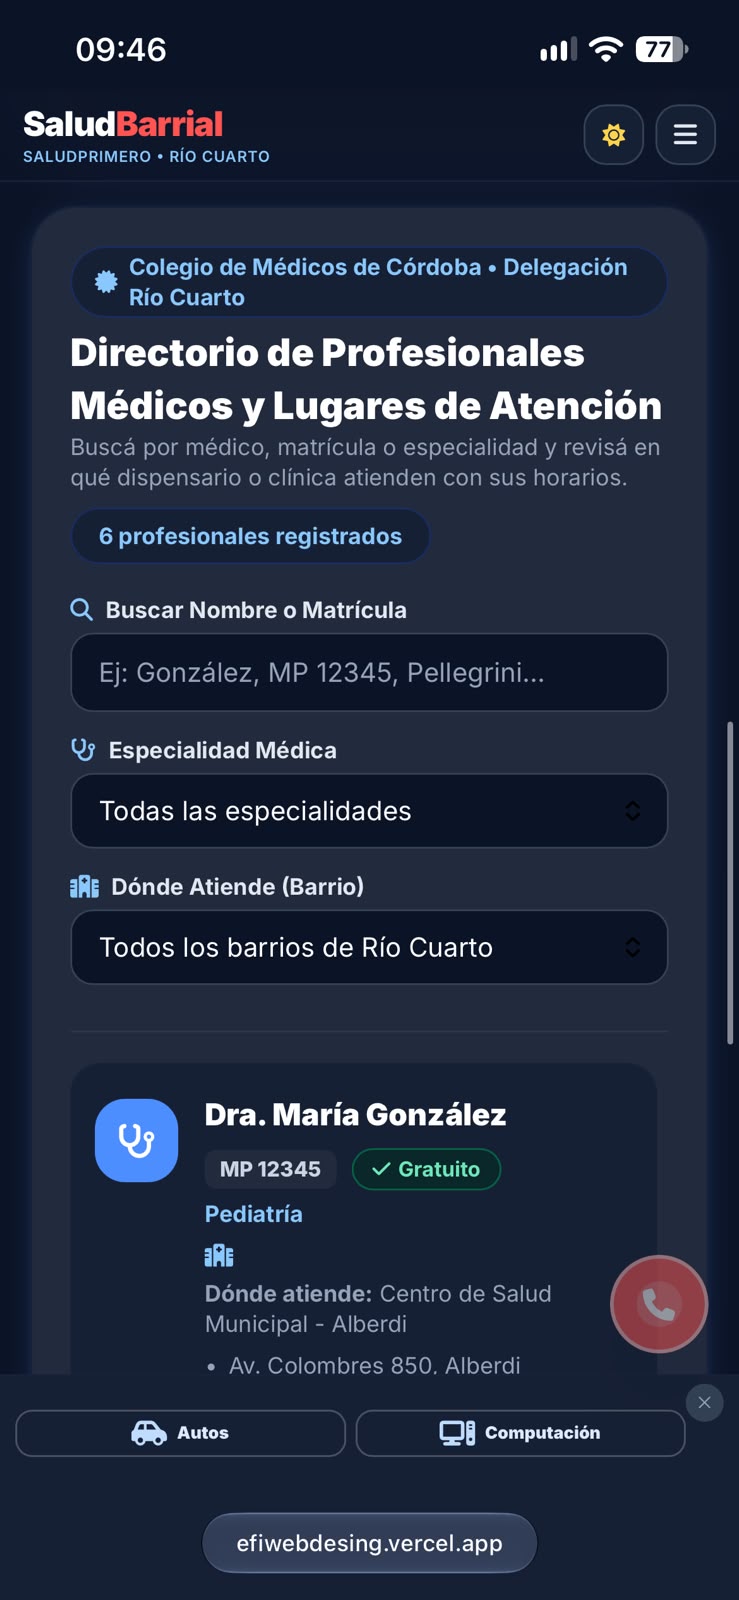 09:46
77
SaludBarrial
SALUDPRIMERO • RÍO CUARTO
Colegio de Médicos de Córdoba • Delegación
Río Cuarto
Directorio de Profesionales
Médicos y Lugares de Atención
Buscá por médico, matrícula o especialidad y revisá en
qué dispensario o clínica atienden con sus horarios.
6 profesionales registrados
Buscar Nombre o Matrícula
Ej: González, MP 12345, Pellegrini...
Especialidad Médica
Todas las especialidades
Dónde Atiende (Barrio)
Todos los barrios de Río Cuarto
Dra. María González
MP 12345
Gratuito
Pediatría
Dónde atiende: Centro de Salud
Municipal - Alberdi
• Av. Colombres 850, Alberdi
Autos
Computación
efiwebdesing.vercel.app